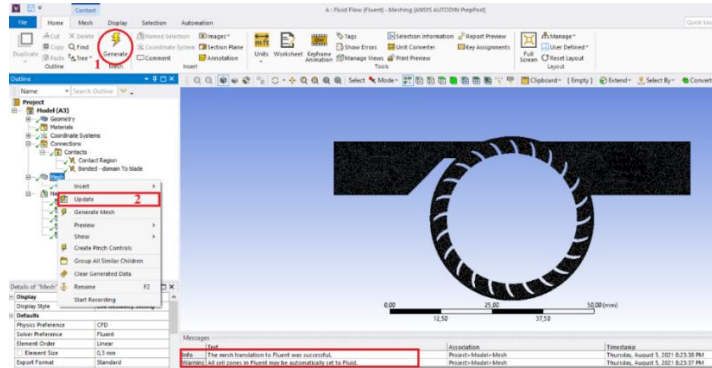 A : Fluid Flow (Fluent) - Meshing [ANSYS AUTODYN PrepPost]
Context
File Home Mesh Display Selection Automation
Quick Lau
Duplicate
Cut
Copy
Paste
Delete
Find
Tree
Outline
Generate
1
Mesh
Named Selection
Coordinate System
Comment
Images
Section Plane
Annotation
Insert
Units
Worksheet
Keyframe Animation
Tags
Show Errors
Manage Views
Selection Information
Unit Converter
Print Preview
Report Preview
Key Assignments
Tools
Full Screen
Manage
User Defined
Reset Layout
Layout
Outline
Name Search Outline
Select Mode
Clipboard [Empty] Extend Select By Convert
Project
Model (A3)
Geometry
Materials
Coordinate Systems
Connections
Contacts
Contact Region
Bonded - domain To blade
Mesh
Insert
Update 2
Generate Mesh
Preview
Show
Create Pinch Controls
Group All Similar Children
Clear Generated Data
Rename F2
Start Recording
Details of "Mesh"
Display
Display Style
Defaults
Physics Preference CFD
Solver Preference Fluent
Element Order Linear
Element Size 0,3 mm
Export Format Standard
0,00 25,00 50,00 (mm)
12,50 37,50
Messages
Text Association Timestamp
Info The mesh translation to Fluent was successful. Project>Model>Mesh Thursday, August 5, 2021 8:23:38 PM
Warning All cell zones in Fluent may be automatically set to Fluid. Project>Model>Mesh Thursday, August 5, 2021 8:23:37 PM